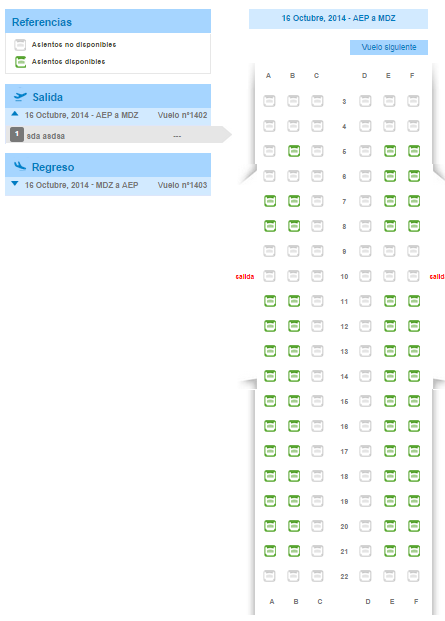 Referencias
Asientos no disponibles
Asientos disponibles
Salida
16 Octubre, 2014 - AEP a MDZ Vuelo nº1402
1 sda asdsa ---
Regreso
16 Octubre, 2014 - MDZ a AEP Vuelo nº1403
16 Octubre, 2014 - AEP a MDZ
Vuelo siguiente
A B C D E F
3
4
5
6
7
8
9
salida 10 salid
11
12
13
14
15
16
17
18
19
20
21
22
A B C D E F